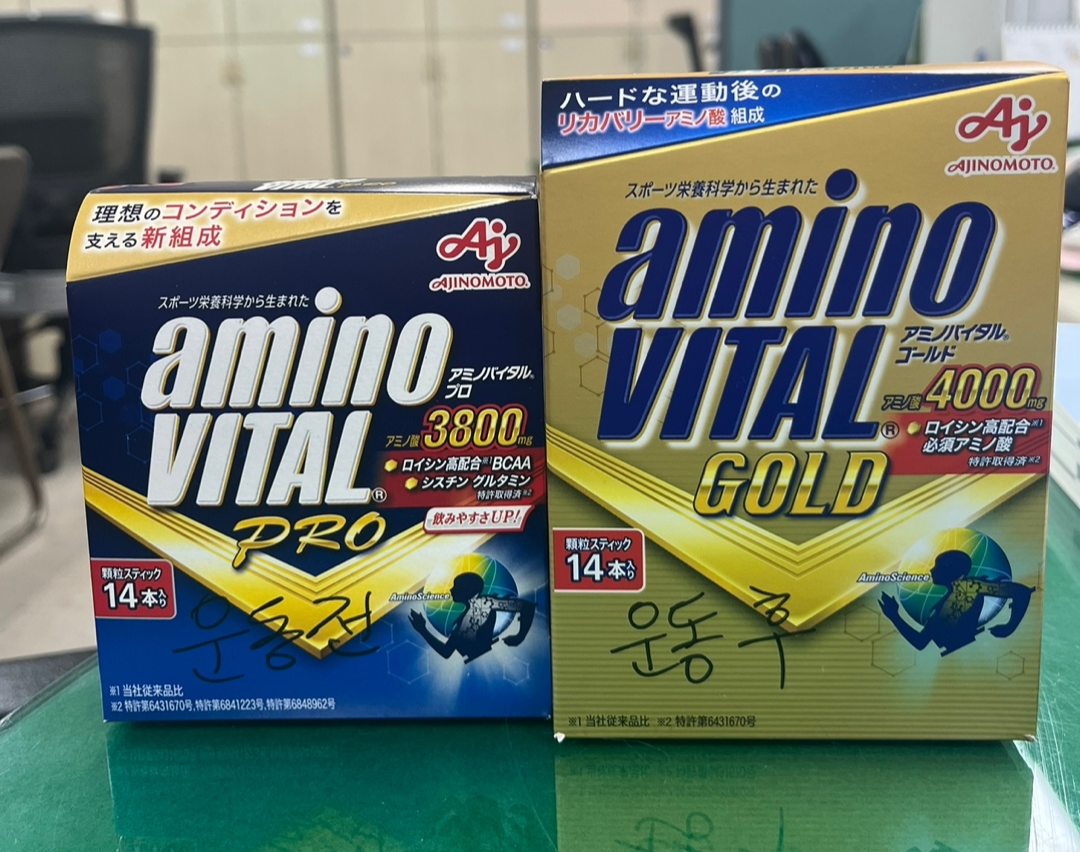 VITAL
理想のコンディションを
支える新組成
Aj
AJINOMOTO®
スポーツ栄養科学から生まれた
amino
VITAL®
アミノバイタル®
プロ
PRO
アミノ酸3800mg
ロイシン高配合※1BCAA
シスチン グルタミン
特許取得済※2
飲みやすさUP!
顆粒スティック
14本入り
AminoScience
운동전
※1 当社従来品比
※2 特許第6431670号,特許第6841223号,特許第6848962号
ハードな運動後の
リカバリーアミノ酸 組成
Aj
AJINOMOTO®
スポーツ栄養科学から生まれた
amino
VITAL®
アミノバイタル®
ゴールド
GOLD
アミノ酸4000mg
ロイシン高配合※1
必須アミノ酸
特許取得済※2
顆粒スティック
14本入り
AminoScience
운동 후
※1 当社従来品比 ※2 特許第6431670号